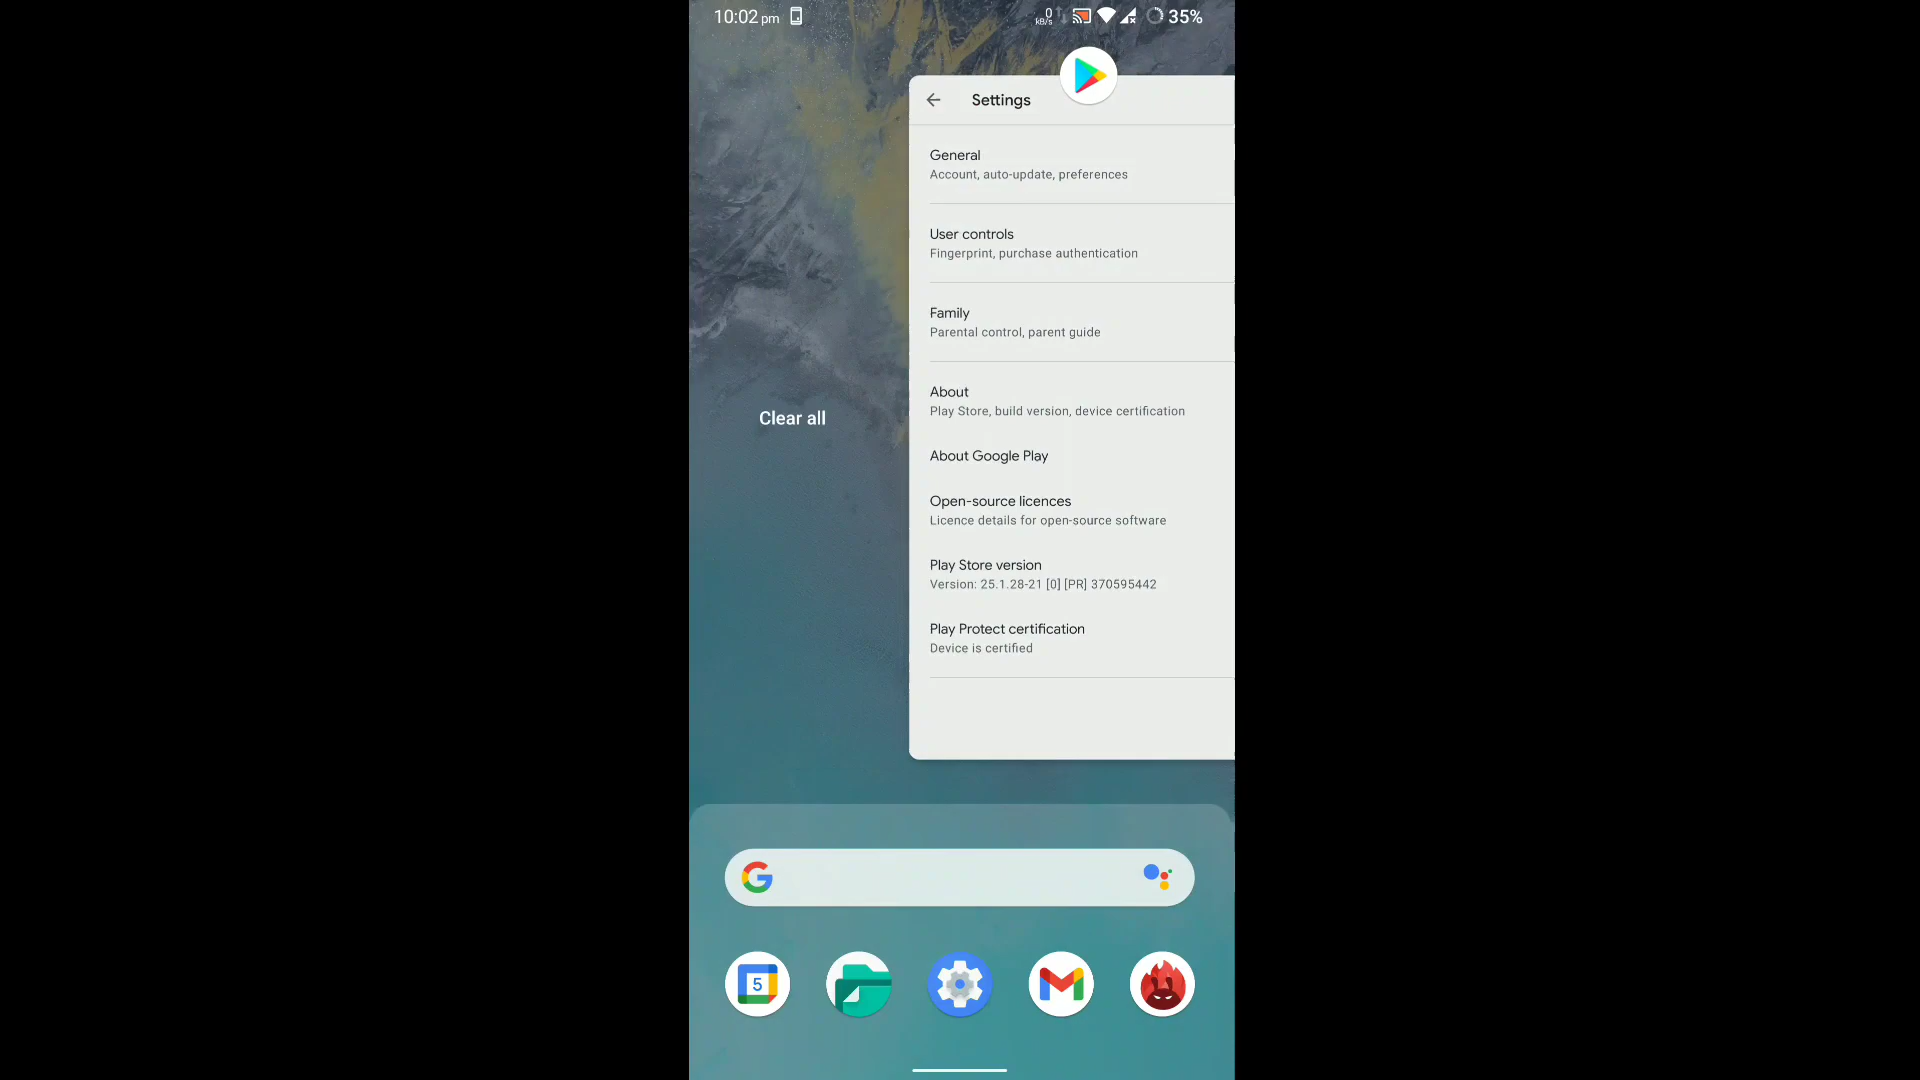 10:02 pm
0
kB/s
35%
Settings
General
Account, auto-update, preferences
User controls
Fingerprint, purchase authentication
Family
Parental control, parent guide
About
Play Store, build version, device certification
Clear all
About Google Play
Open-source licences
Licence details for open-source software
Play Store version
Version: 25.1.28-21 [0] [PR] 370595442
Play Protect certification
Device is certified
5